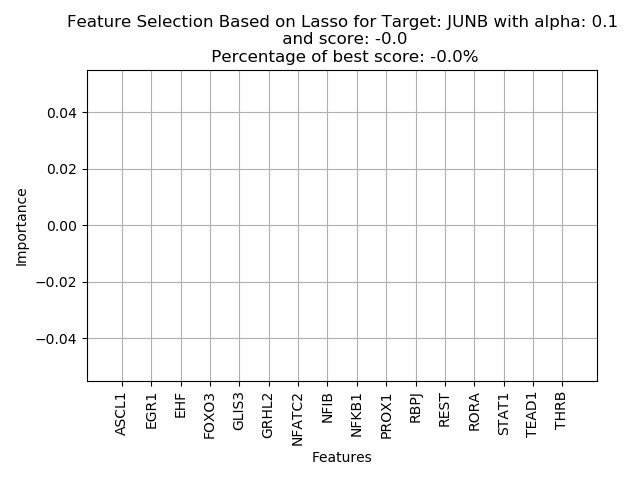 Feature Selection Based on Lasso for Target: JUNB with alpha: 0.1
and score: -0.0
Percentage of best score: -0.0%
0.04
0.02
0.00
−0.02
−0.04
Importance
ASCL1
EGR1
EHF
FOXO3
GLIS3
GRHL2
NFATC2
NFIB
NFKB1
PROX1
RBPJ
REST
RORA
STAT1
TEAD1
THRB
Features